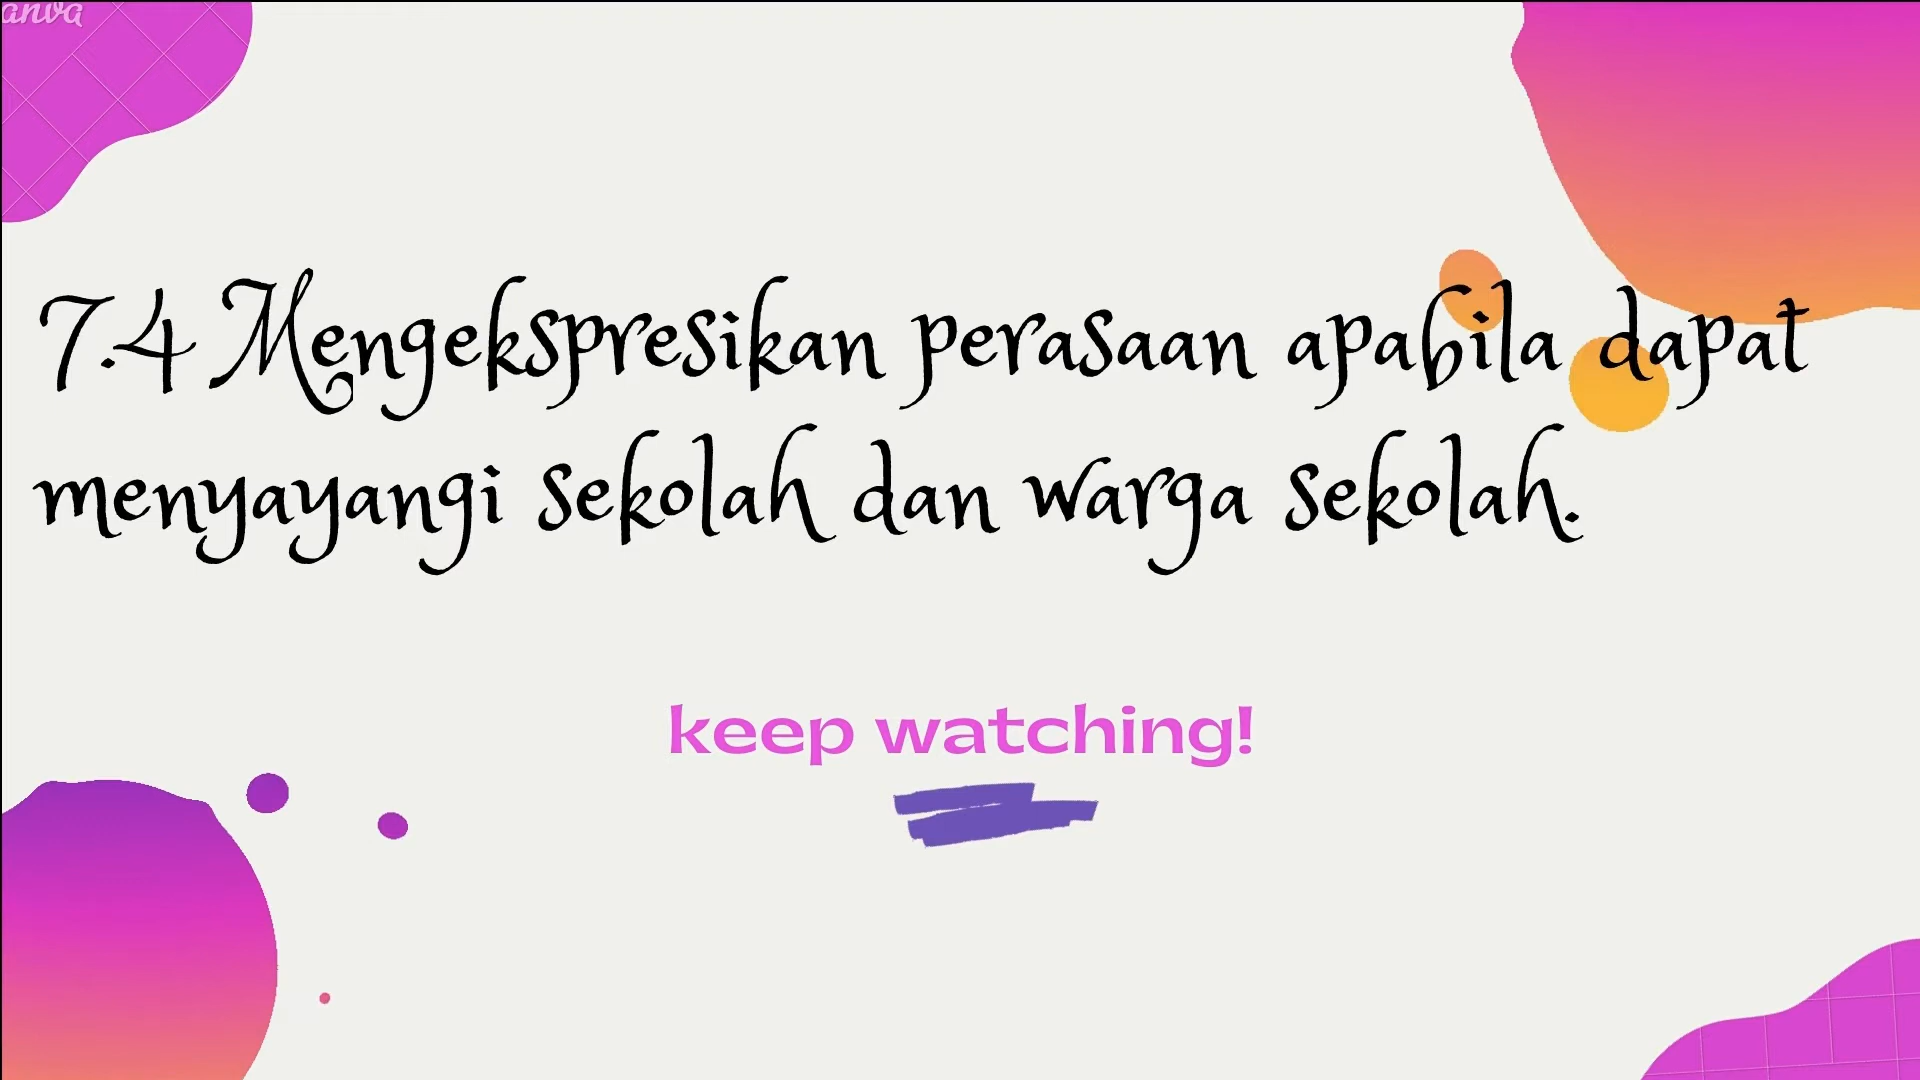 7.4 Mengekspresikan perasaan apabila dapat
menyayangi sekolah dan warga sekolah.
keep watching!